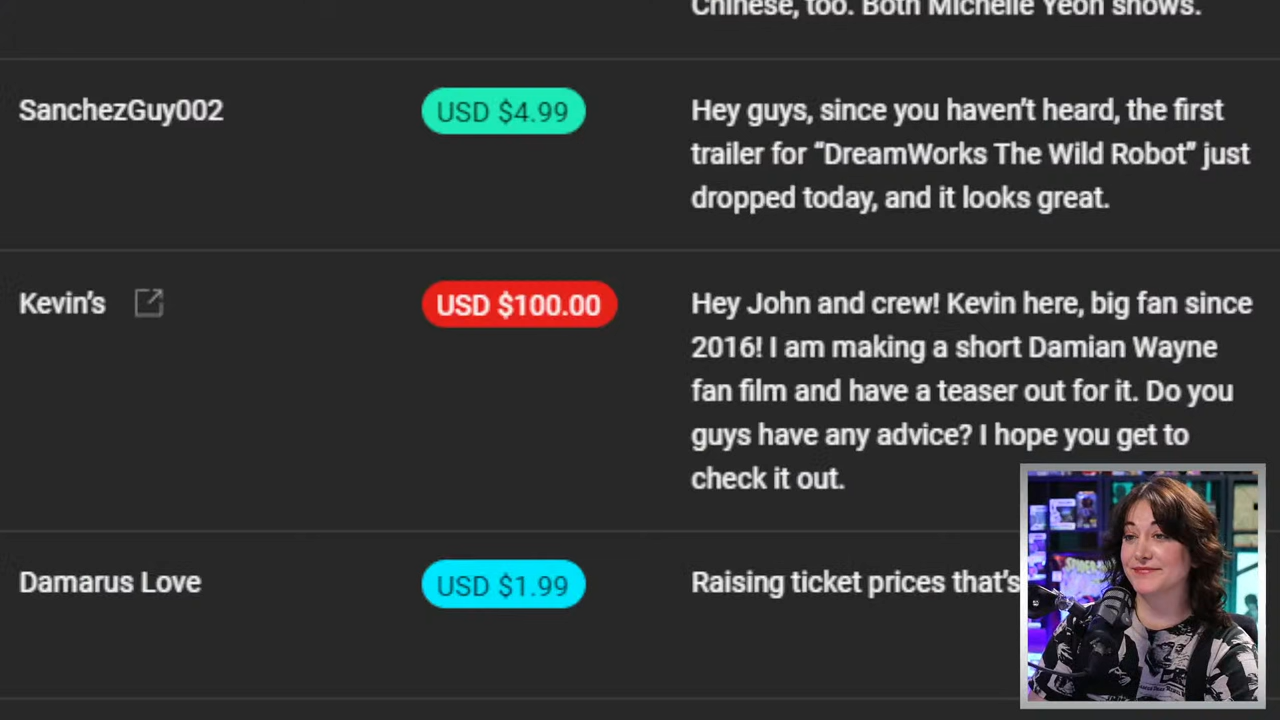 Chinese, too. Both Michelle Yeoh shows.
SanchezGuy002
USD $4.99
Hey guys, since you haven’t heard, the first
trailer for “DreamWorks The Wild Robot” just
dropped today, and it looks great.
Kevin’s
USD $100.00
Hey John and crew! Kevin here, big fan since
2016! I am making a short Damian Wayne
fan film and have a teaser out for it. Do you
guys have any advice? I hope you get to
check it out.
Damarus Love
USD $1.99
Raising ticket prices that’s